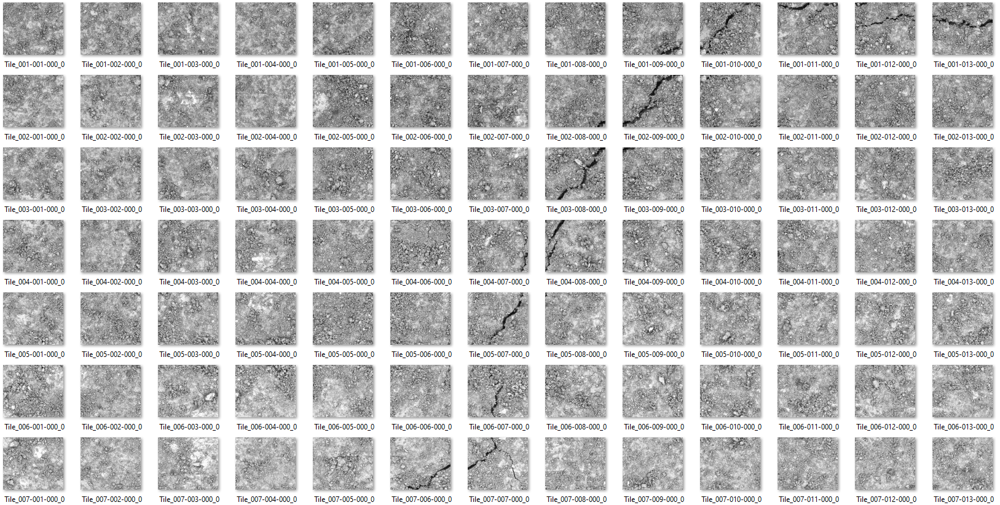 Tile_001-001-000_0 Tile_001-002-000_0 Tile_001-003-000_0 Tile_001-004-000_0 Tile_001-005-000_0 Tile_001-006-000_0 Tile_001-007-000_0 Tile_001-008-000_0 Tile_001-009-000_0 Tile_001-010-000_0 Tile_001-011-000_0 Tile_001-012-000_0 Tile_001-013-000_0
Tile_002-001-000_0 Tile_002-002-000_0 Tile_002-003-000_0 Tile_002-004-000_0 Tile_002-005-000_0 Tile_002-006-000_0 Tile_002-007-000_0 Tile_002-008-000_0 Tile_002-009-000_0 Tile_002-010-000_0 Tile_002-011-000_0 Tile_002-012-000_0 Tile_002-013-000_0
Tile_003-001-000_0 Tile_003-002-000_0 Tile_003-003-000_0 Tile_003-004-000_0 Tile_003-005-000_0 Tile_003-006-000_0 Tile_003-007-000_0 Tile_003-008-000_0 Tile_003-009-000_0 Tile_003-010-000_0 Tile_003-011-000_0 Tile_003-012-000_0 Tile_003-013-000_0
Tile_004-001-000_0 Tile_004-002-000_0 Tile_004-003-000_0 Tile_004-004-000_0 Tile_004-005-000_0 Tile_004-006-000_0 Tile_004-007-000_0 Tile_004-008-000_0 Tile_004-009-000_0 Tile_004-010-000_0 Tile_004-011-000_0 Tile_004-012-000_0 Tile_004-013-000_0
Tile_005-001-000_0 Tile_005-002-000_0 Tile_005-003-000_0 Tile_005-004-000_0 Tile_005-005-000_0 Tile_005-006-000_0 Tile_005-007-000_0 Tile_005-008-000_0 Tile_005-009-000_0 Tile_005-010-000_0 Tile_005-011-000_0 Tile_005-012-000_0 Tile_005-013-000_0
Tile_006-001-000_0 Tile_006-002-000_0 Tile_006-003-000_0 Tile_006-004-000_0 Tile_006-005-000_0 Tile_006-006-000_0 Tile_006-007-000_0 Tile_006-008-000_0 Tile_006-009-000_0 Tile_006-010-000_0 Tile_006-011-000_0 Tile_006-012-000_0 Tile_006-013-000_0
Tile_007-001-000_0 Tile_007-002-000_0 Tile_007-003-000_0 Tile_007-004-000_0 Tile_007-005-000_0 Tile_007-006-000_0 Tile_007-007-000_0 Tile_007-008-000_0 Tile_007-009-000_0 Tile_007-010-000_0 Tile_007-011-000_0 Tile_007-012-000_0 Tile_007-013-000_0